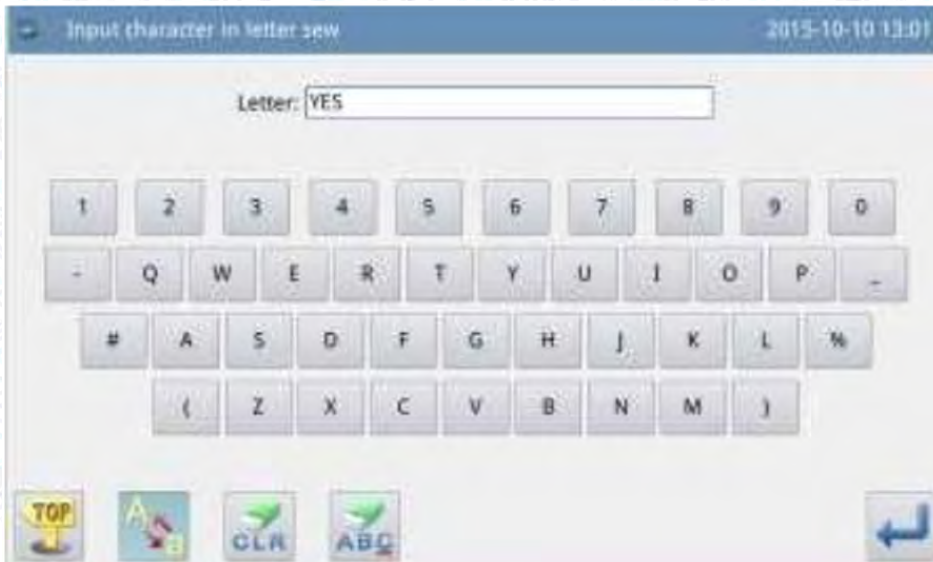 Input character in letter sew 2015-10-10 13:01
Letter: YES
1 2 3 4 5 6 7 8 9 0
- Q W E R T Y U I O P _
# A S D F G H J K L %
( Z X C V B N M )
TOP CLR ABC